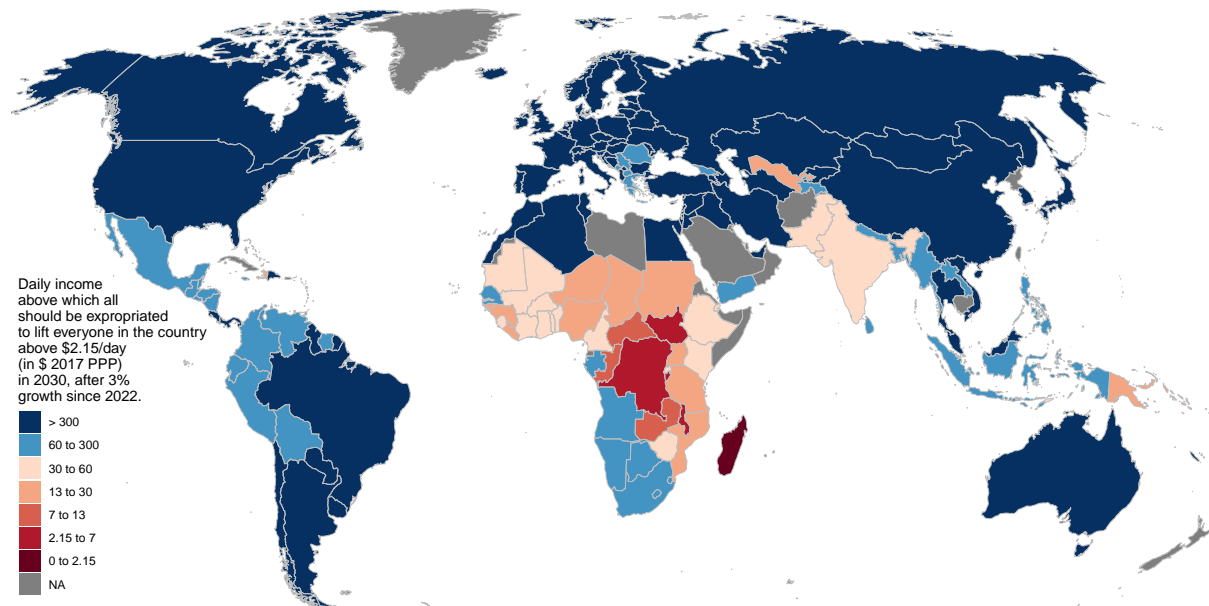 Daily income
above which all
should be expropriated
to lift everyone in the country
above $2.15/day
(in $ 2017 PPP)
in 2030, after 3%
growth since 2022.
> 300
60 to 300
30 to 60
13 to 30
7 to 13
2.15 to 7
0 to 2.15
NA